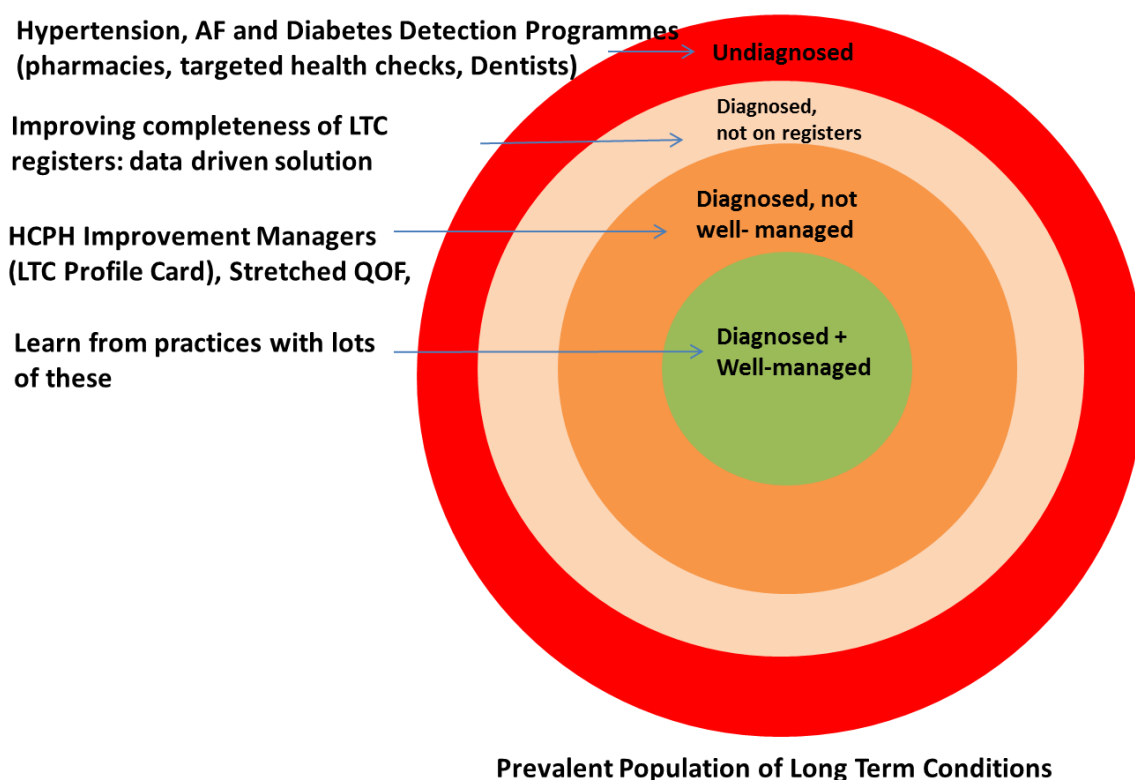 Hypertension, AF and Diabetes Detection Programmes
(pharmacies, targeted health checks, Dentists)
Undiagnosed
Improving completeness of LTC
registers: data driven solution
Diagnosed,
not on registers
HCPH Improvement Managers
(LTC Profile Card), Stretched QOF,
Diagnosed, not
well- managed
Learn from practices with lots
of these
Diagnosed +
Well-managed
Prevalent Population of Long Term Conditions